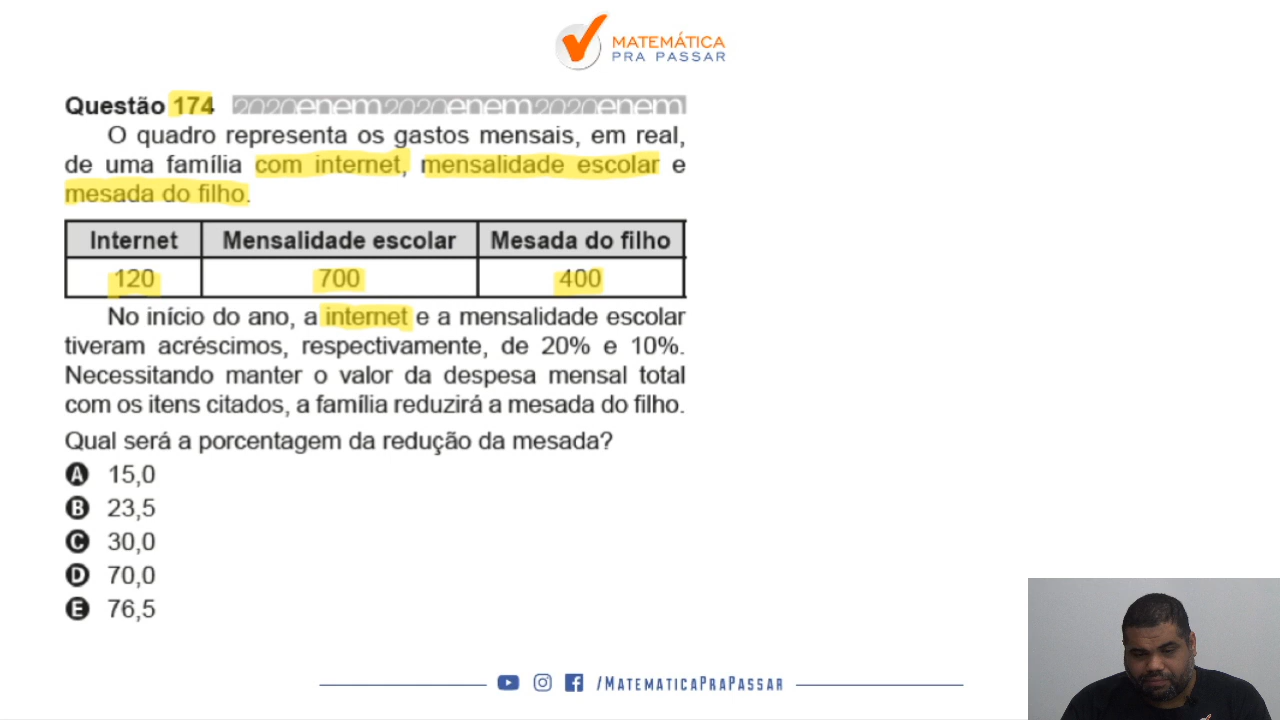 MATEMÁTICA
PRA PASSAR
Questão 174 2020enem2020enem2020enem
O quadro representa os gastos mensais, em real,
de uma família com internet, mensalidade escolar e
mesada do filho.
Internet Mensalidade escolar Mesada do filho
120 700 400
No início do ano, a internet e a mensalidade escolar
tiveram acréscimos, respectivamente, de 20% e 10%.
Necessitando manter o valor da despesa mensal total
com os itens citados, a família reduzirá a mesada do filho.
Qual será a porcentagem da redução da mesada?
A 15,0
B 23,5
C 30,0
D 70,0
E 76,5
/MATEMATICAPRAPASSAR